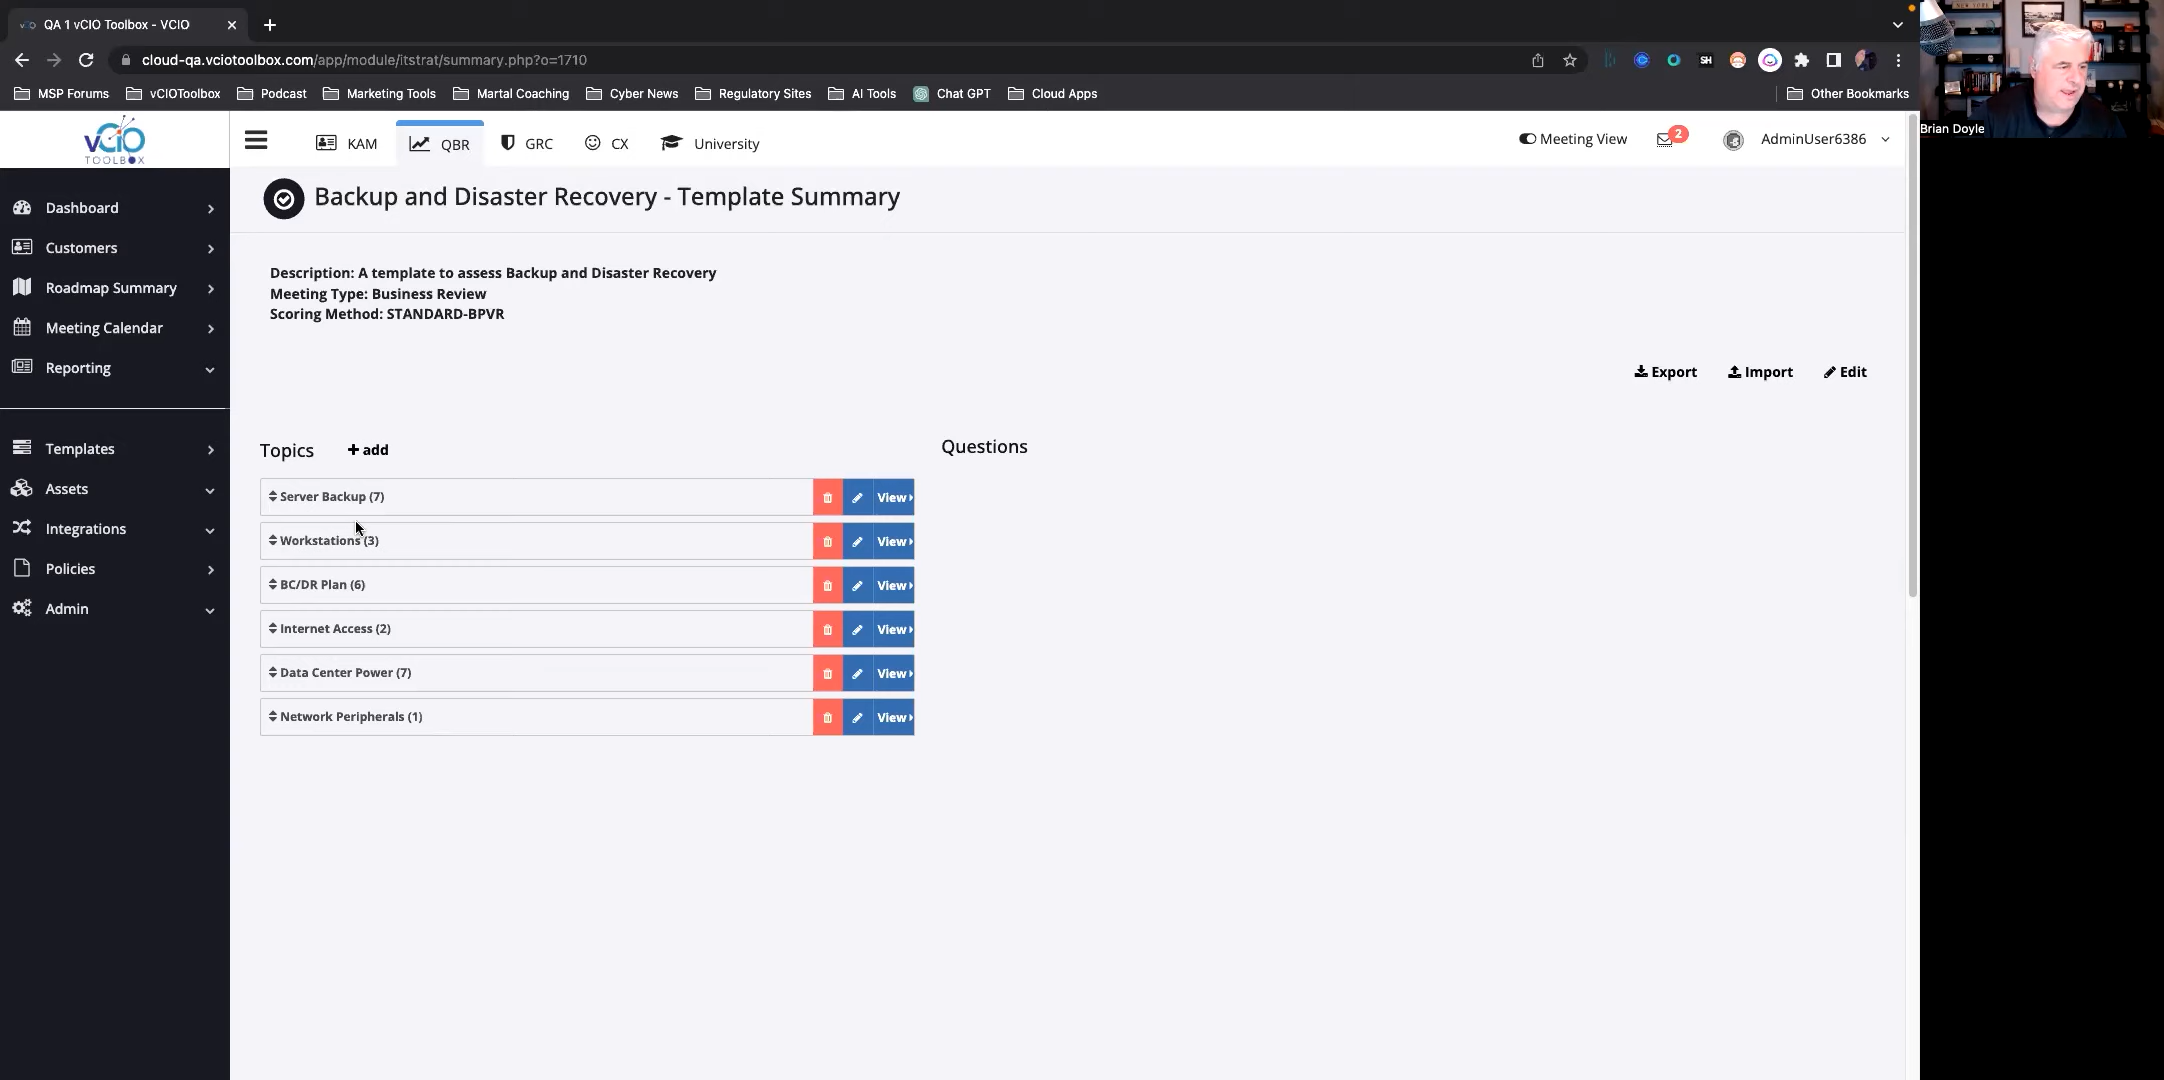 QA 1 vCIO Toolbox - VCIO
cloud-qa.vciotoolbox.com/app/module/itstrat/summary.php?o=1710
SH
MSP Forums
vCIOToolbox
Podcast
Marketing Tools
Martal Coaching
Cyber News
Regulatory Sites
AI Tools
Chat GPT
Cloud Apps
Other Bookmarks
NEW YORK
Brian Doyle
vCIO
TOOLBOX
KAM
QBR
GRC
CX
University
Meeting View
2
AdminUser6386
Dashboard
Customers
Roadmap Summary
Meeting Calendar
Reporting
Templates
Assets
Integrations
Policies
Admin
Backup and Disaster Recovery - Template Summary
Description: A template to assess Backup and Disaster Recovery
Meeting Type: Business Review
Scoring Method: STANDARD-BPVR
Export
Import
Edit
Topics
+ add
Questions
Server Backup (7)
View
Workstations (3)
View
BC/DR Plan (6)
View
Internet Access (2)
View
Data Center Power (7)
View
Network Peripherals (1)
View